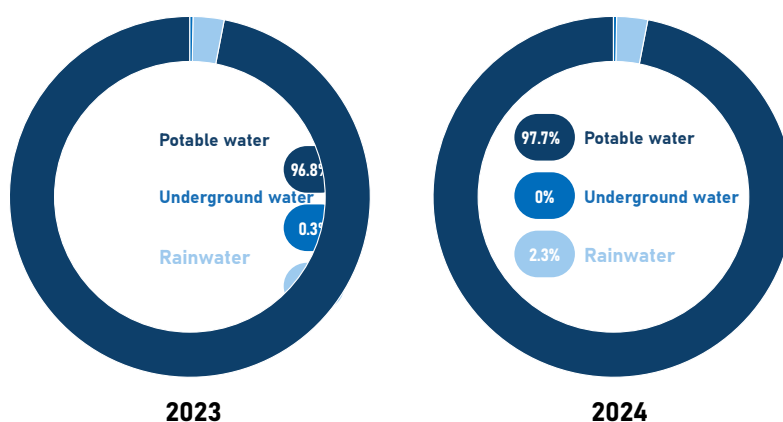 Potable water
96.8%
Underground water
0.3%
Rainwater
2023
97.7% Potable water
0% Underground water
2.3% Rainwater
2024